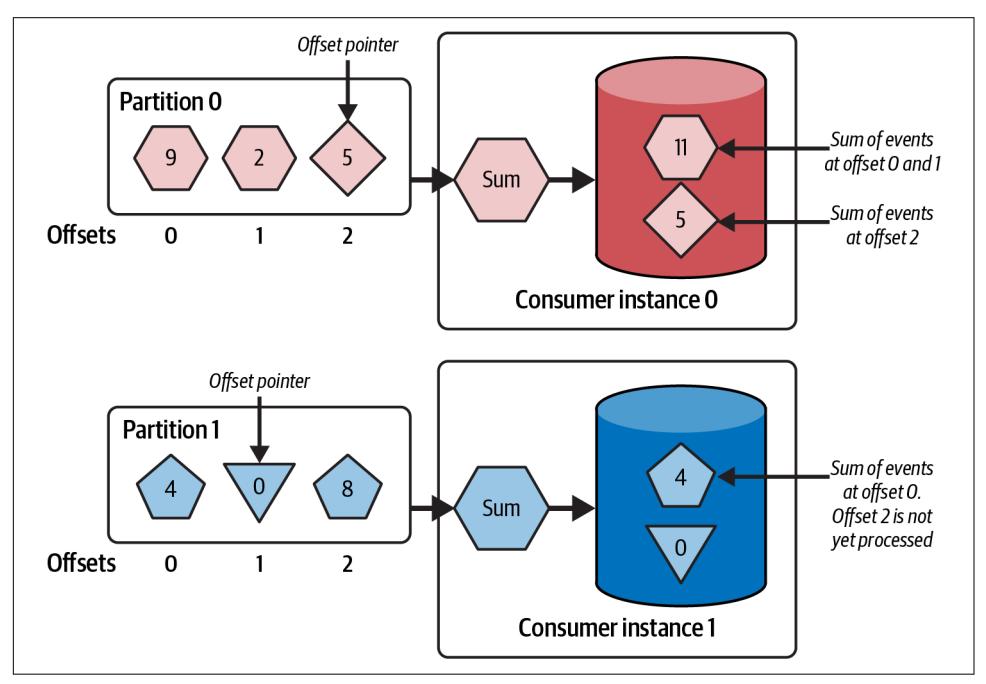 Offset pointer
Partition 0
9
2
5
Offsets
0
1
2
Sum
11
5
Sum of events
at offset 0 and 1
Sum of events
at offset 2
Consumer instance 0
Offset pointer
Partition 1
4
0
8
Offsets
0
1
2
Sum
4
0
Sum of events
at offset 0.
Offset 2 is not
yet processed
Consumer instance 1